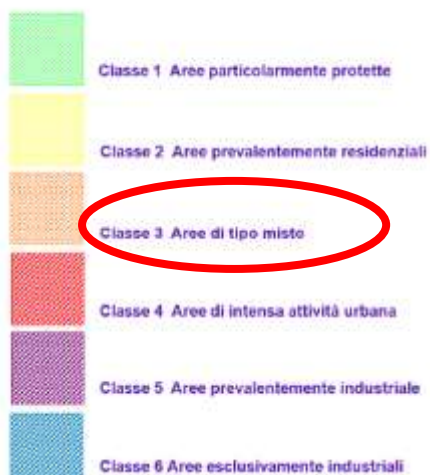 Classe 1 Aree particolarmente protette
Classe 2 Aree prevalentemente residenziali
Classe 3 Aree di tipo misto
Classe 4 Aree di intensa attività urbana
Classe 5 Aree prevalentemente industriale
Classe 6 Aree esclusivamente industriali